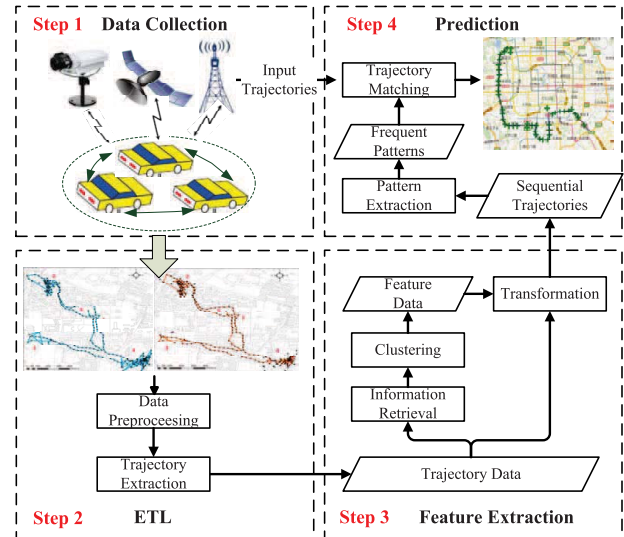 Step 1 Data Collection
Input
Trajectories
Step 4 Prediction
Trajectory
Matching
Frequent
Patterns
Pattern
Extraction
Sequential
Trajectories
Data
Preproceesing
Trajectory
Extraction
Step 2 ETL
Feature
Data
Transformation
Clustering
Information
Retrieval
Trajectory Data
Step 3 Feature Extraction